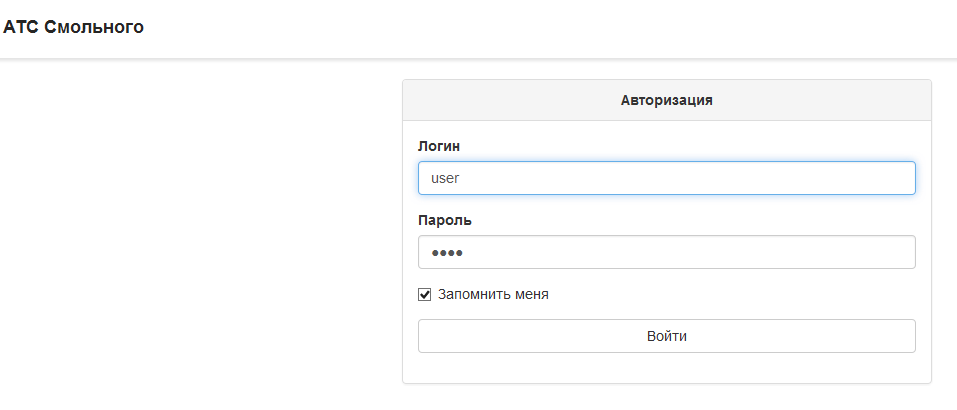 АТС Смольного
Авторизация
Логин
user
Пароль
••••
Запомнить меня
Войти